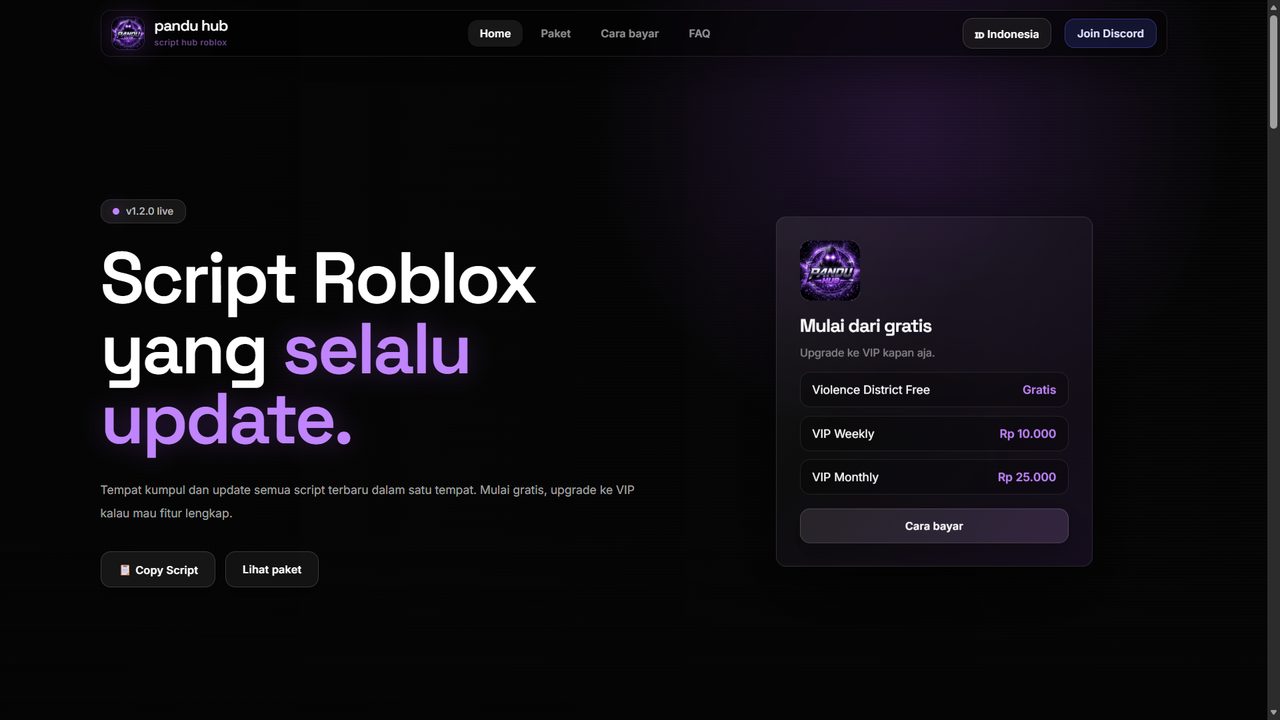 PANDU
pandu hub
script hub roblox
Home
Paket
Cara bayar
FAQ
ID Indonesia
Join Discord
v1.2.0 live
Script Roblox
yang selalu
update.
Tempat kumpul dan update semua script terbaru dalam satu tempat. Mulai gratis, upgrade ke VIP
kalau mau fitur lengkap.
📋 Copy Script
Lihat paket
PANDU
HUB
Mulai dari gratis
Upgrade ke VIP kapan aja.
Violence District Free
Gratis
VIP Weekly
Rp 10.000
VIP Monthly
Rp 25.000
Cara bayar